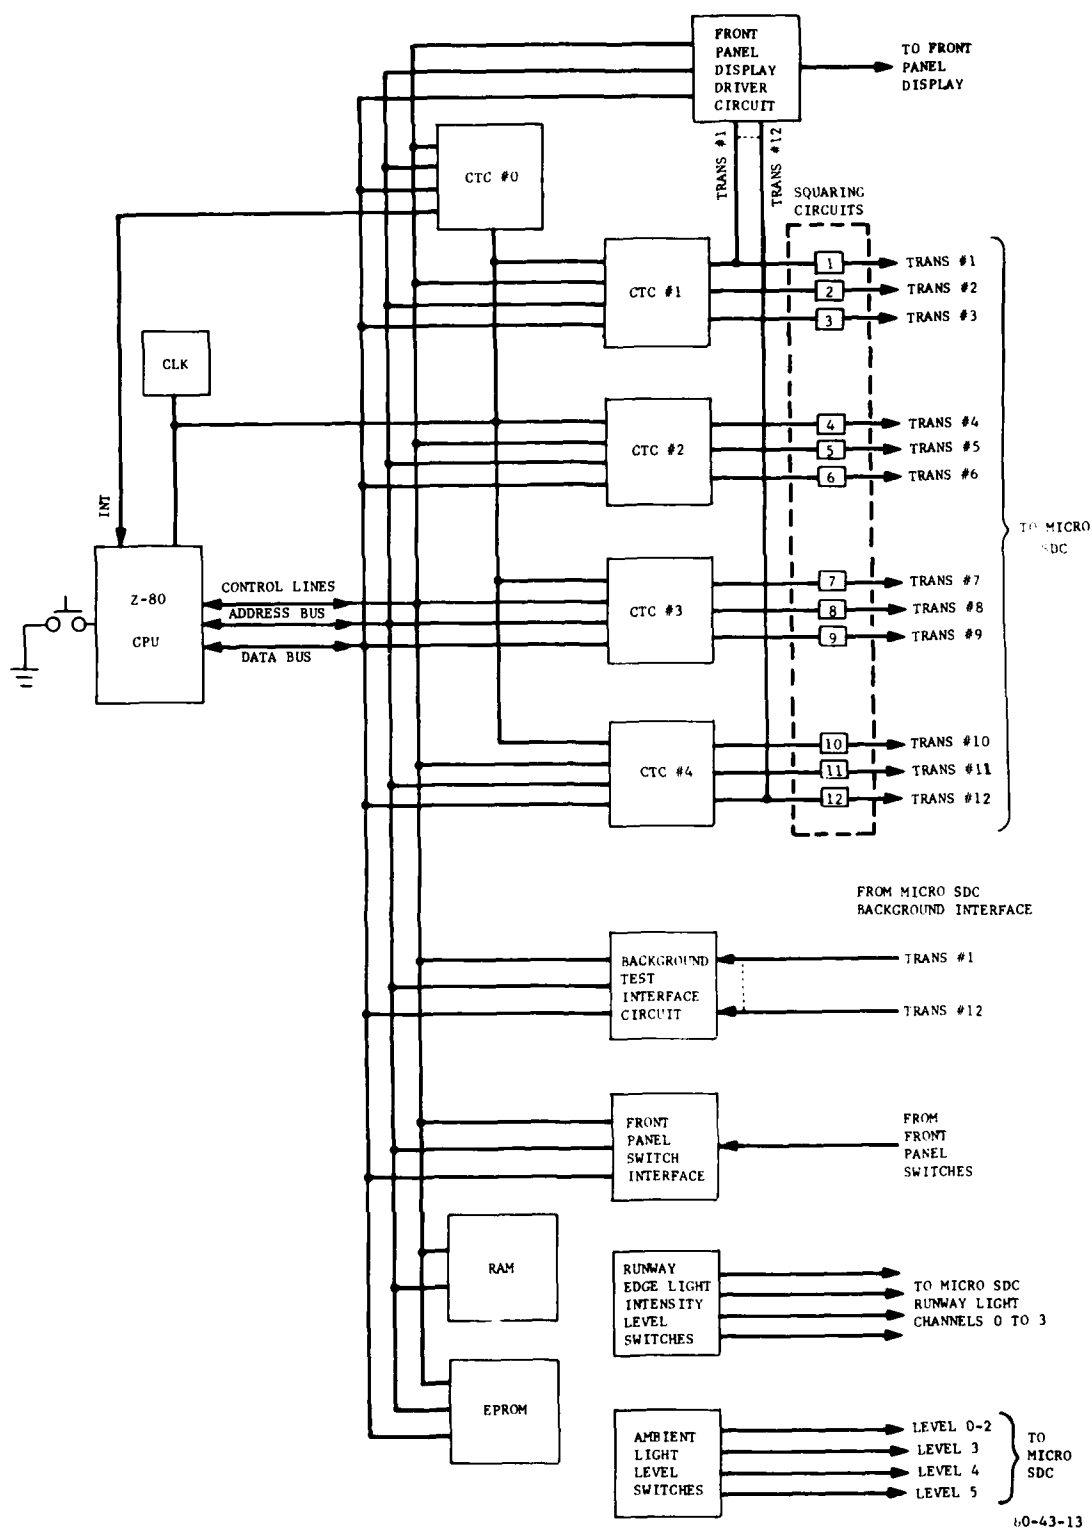 FRONT
PANEL
DISPLAY
DRIVER
CIRCUIT
TO FRONT
PANEL
DISPLAY
TRANS #1
TRANS #12
CTC #0
SQUARING
CIRCUITS
CTC #1
1
TRANS #1
2
TRANS #2
3
TRANS #3
CLK
CTC #2
4
TRANS #4
5
TRANS #5
6
TRANS #6
INT
TO MICRO
SDC
Z-80
CPU
CONTROL LINES
ADDRESS BUS
DATA BUS
CTC #3
7
TRANS #7
8
TRANS #8
9
TRANS #9
CTC #4
10
TRANS #10
11
TRANS #11
12
TRANS #12
FROM MICRO SDC
BACKGROUND INTERFACE
BACKGROUND
TEST
INTERFACE
CIRCUIT
TRANS #1
TRANS #12
FRONT
PANEL
SWITCH
INTERFACE
FROM
FRONT
PANEL
SWITCHES
RAM
RUNWAY
EDGE LIGHT
INTENSITY
LEVEL
SWITCHES
TO MICRO SDC
RUNWAY LIGHT
CHANNELS 0 TO 3
EPROM
AMBIENT
LIGHT
LEVEL
SWITCHES
LEVEL 0-2
LEVEL 3
LEVEL 4
LEVEL 5
TO
MICRO
SDC
80-43-13